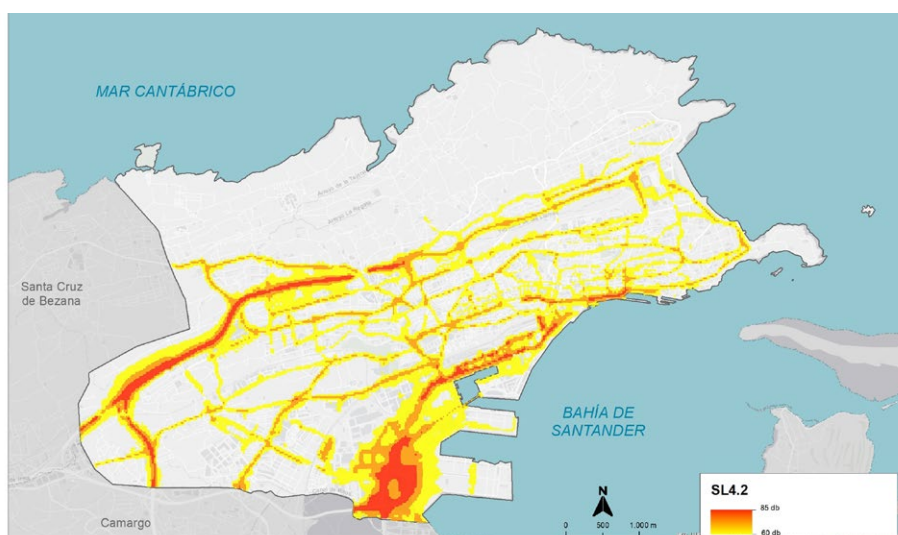 MAR CANTÁBRICO
Santa Cruz
de Bezana
BAHÍA DE
SANTANDER
Camargo
N
0 500 1.000 m
SL4.2
85 db
60 db